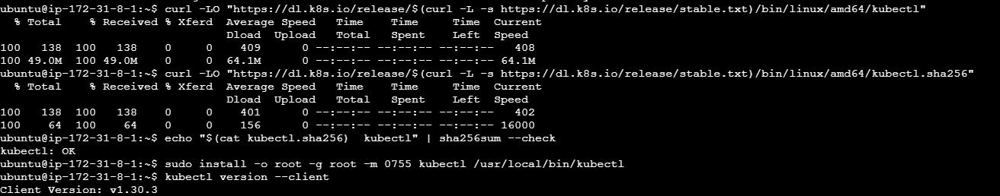 ubuntu@ip-172-31-8-1:~$ curl -LO "https://dl.k8s.io/release/$(curl -L -s https://dl.k8s.io/release/stable.txt)/bin/linux/amd64/kubectl"
  % Total    % Received % Xferd  Average Speed   Time    Time     Time  Current
                                 Dload  Upload   Total   Spent    Left  Speed
100   138  100   138    0     0    409      0 --:--:-- --:--:-- --:--:--   408
100 49.0M  100 49.0M    0     0  64.1M      0 --:--:-- --:--:-- --:--:-- 64.1M
ubuntu@ip-172-31-8-1:~$ curl -LO "https://dl.k8s.io/release/$(curl -L -s https://dl.k8s.io/release/stable.txt)/bin/linux/amd64/kubectl.sha256"
  % Total    % Received % Xferd  Average Speed   Time    Time     Time  Current
                                 Dload  Upload   Total   Spent    Left  Speed
100   138  100   138    0     0    401      0 --:--:-- --:--:-- --:--:--   402
100    64  100    64    0     0    156      0 --:--:-- --:--:-- --:--:-- 16000
ubuntu@ip-172-31-8-1:~$ echo "$(cat kubectl.sha256)  kubectl" | sha256sum --check
kubectl: OK
ubuntu@ip-172-31-8-1:~$ sudo install -o root -g root -m 0755 kubectl /usr/local/bin/kubectl
ubuntu@ip-172-31-8-1:~$ kubectl version --client
Client Version: v1.30.3